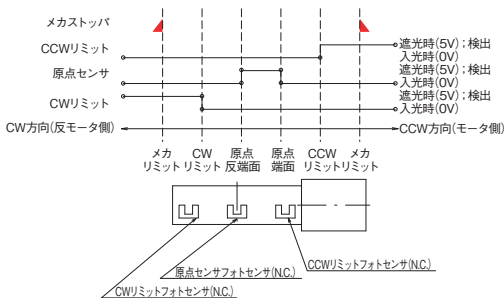 メカストッパ
CCWリミット
遮光時(5V);検出
入光時(0V)
原点センサ
遮光時(5V);検出
入光時(0V)
CWリミット
遮光時(5V);検出
入光時(0V)
CW方向(反モータ側)
CCW方向(モータ側)
メカ
リミット
CW
リミット
原点
反端面
原点
端面
CCW
リミット
メカ
リミット
CCWリミットフォトセンサ(N.C.)
原点センサフォトセンサ(N.C.)
CWリミットフォトセンサ(N.C.)